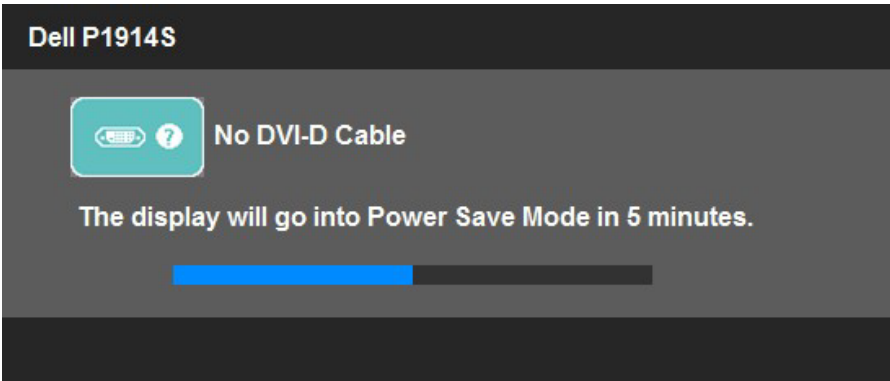 Dell P1914S
? No DVI-D Cable
The display will go into Power Save Mode in 5 minutes.